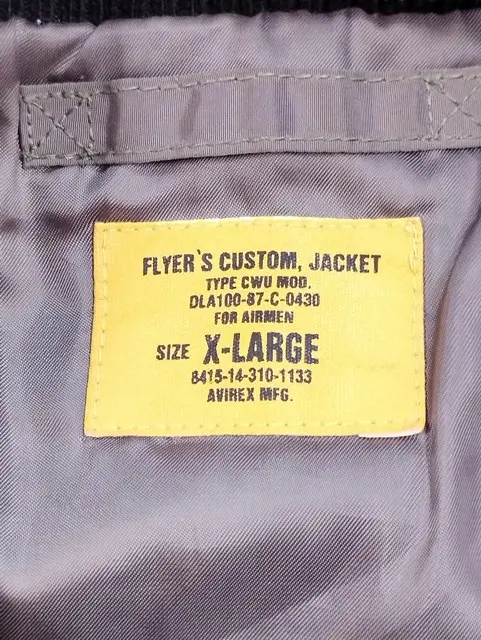 FLYER'S CUSTOM, JACKET
TYPE CWU MOD.
DLA100-87-C-0430
FOR AIRMEN
SIZE X-LARGE
8415-14-310-1133
AVIREX MFG.